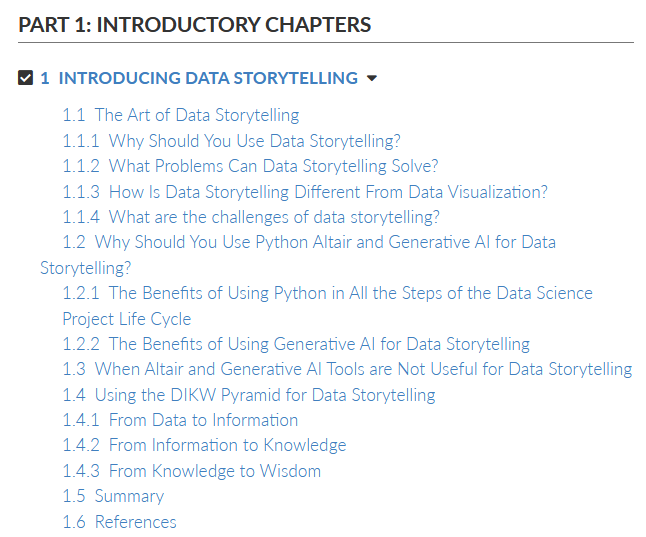 PART 1: INTRODUCTORY CHAPTERS
1 INTRODUCING DATA STORYTELLING
1.1 The Art of Data Storytelling
1.1.1 Why Should You Use Data Storytelling?
1.1.2 What Problems Can Data Storytelling Solve?
1.1.3 How Is Data Storytelling Different From Data Visualization?
1.1.4 What are the challenges of data storytelling?
1.2 Why Should You Use Python Altair and Generative AI for Data
Storytelling?
1.2.1 The Benefits of Using Python in All the Steps of the Data Science
Project Life Cycle
1.2.2 The Benefits of Using Generative AI for Data Storytelling
1.3 When Altair and Generative AI Tools are Not Useful for Data Storytelling
1.4 Using the DIKW Pyramid for Data Storytelling
1.4.1 From Data to Information
1.4.2 From Information to Knowledge
1.4.3 From Knowledge to Wisdom
1.5 Summary
1.6 References